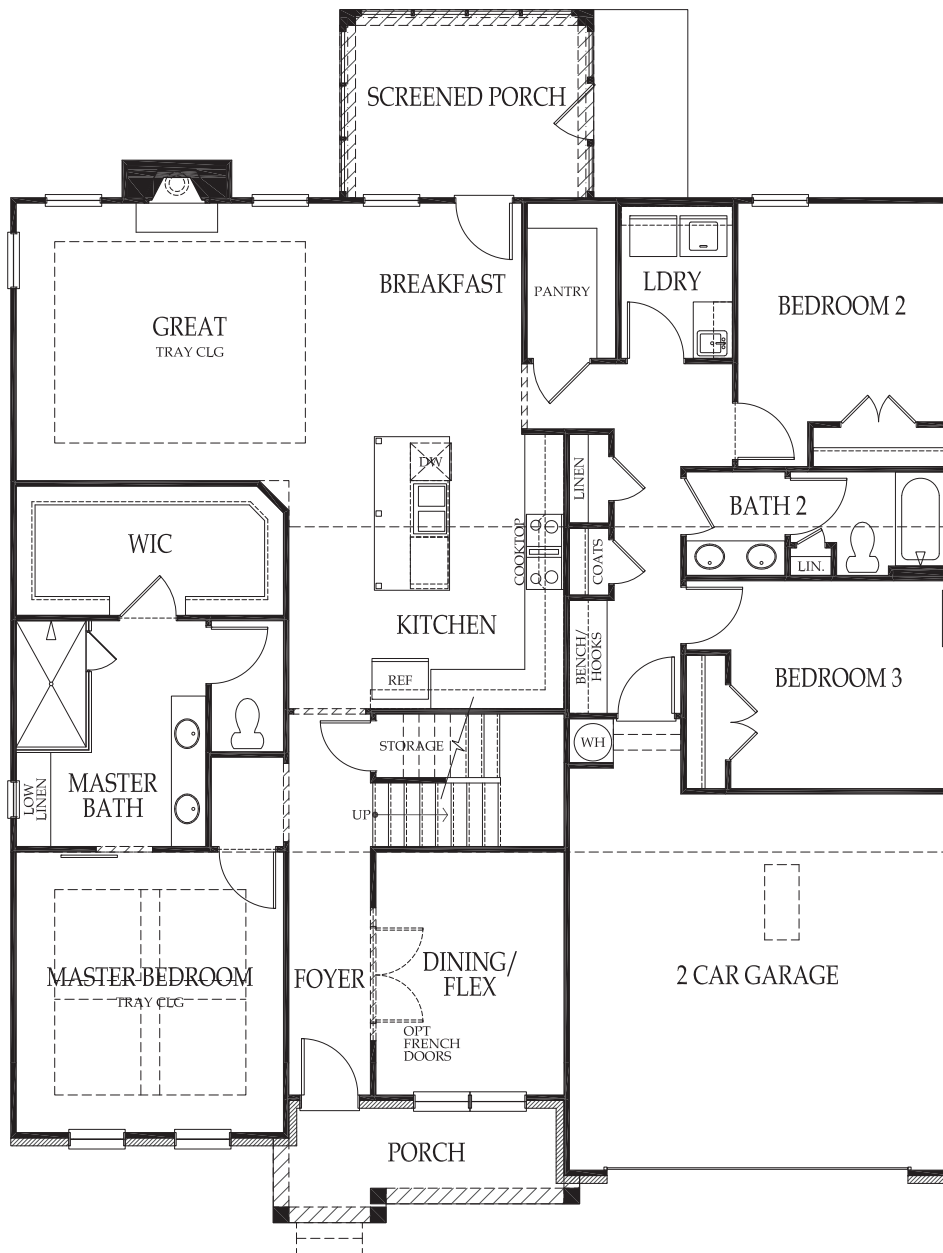 SCREENED PORCH
BREAKFAST
PANTRY
LDRY
BEDROOM 2
GREAT
TRAY CLG
DW
LINEN
BATH 2
WIC
COOKTOP
COATS
LIN.
KITCHEN
BENCH/
HOOKS
REF
BEDROOM 3
STORAGE
WH
MASTER
BATH
LOW
LINEN
UP
MASTER BEDROOM
TRAY CLG
FOYER
DINING/
FLEX
2 CAR GARAGE
OPT
FRENCH
DOORS
PORCH